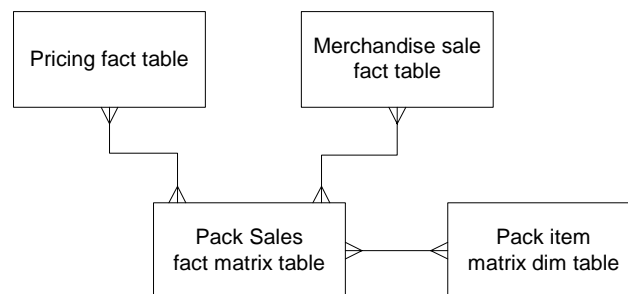 Pricing fact table
Merchandise sale
fact table
Pack Sales
fact matrix table
Pack item
matrix dim table